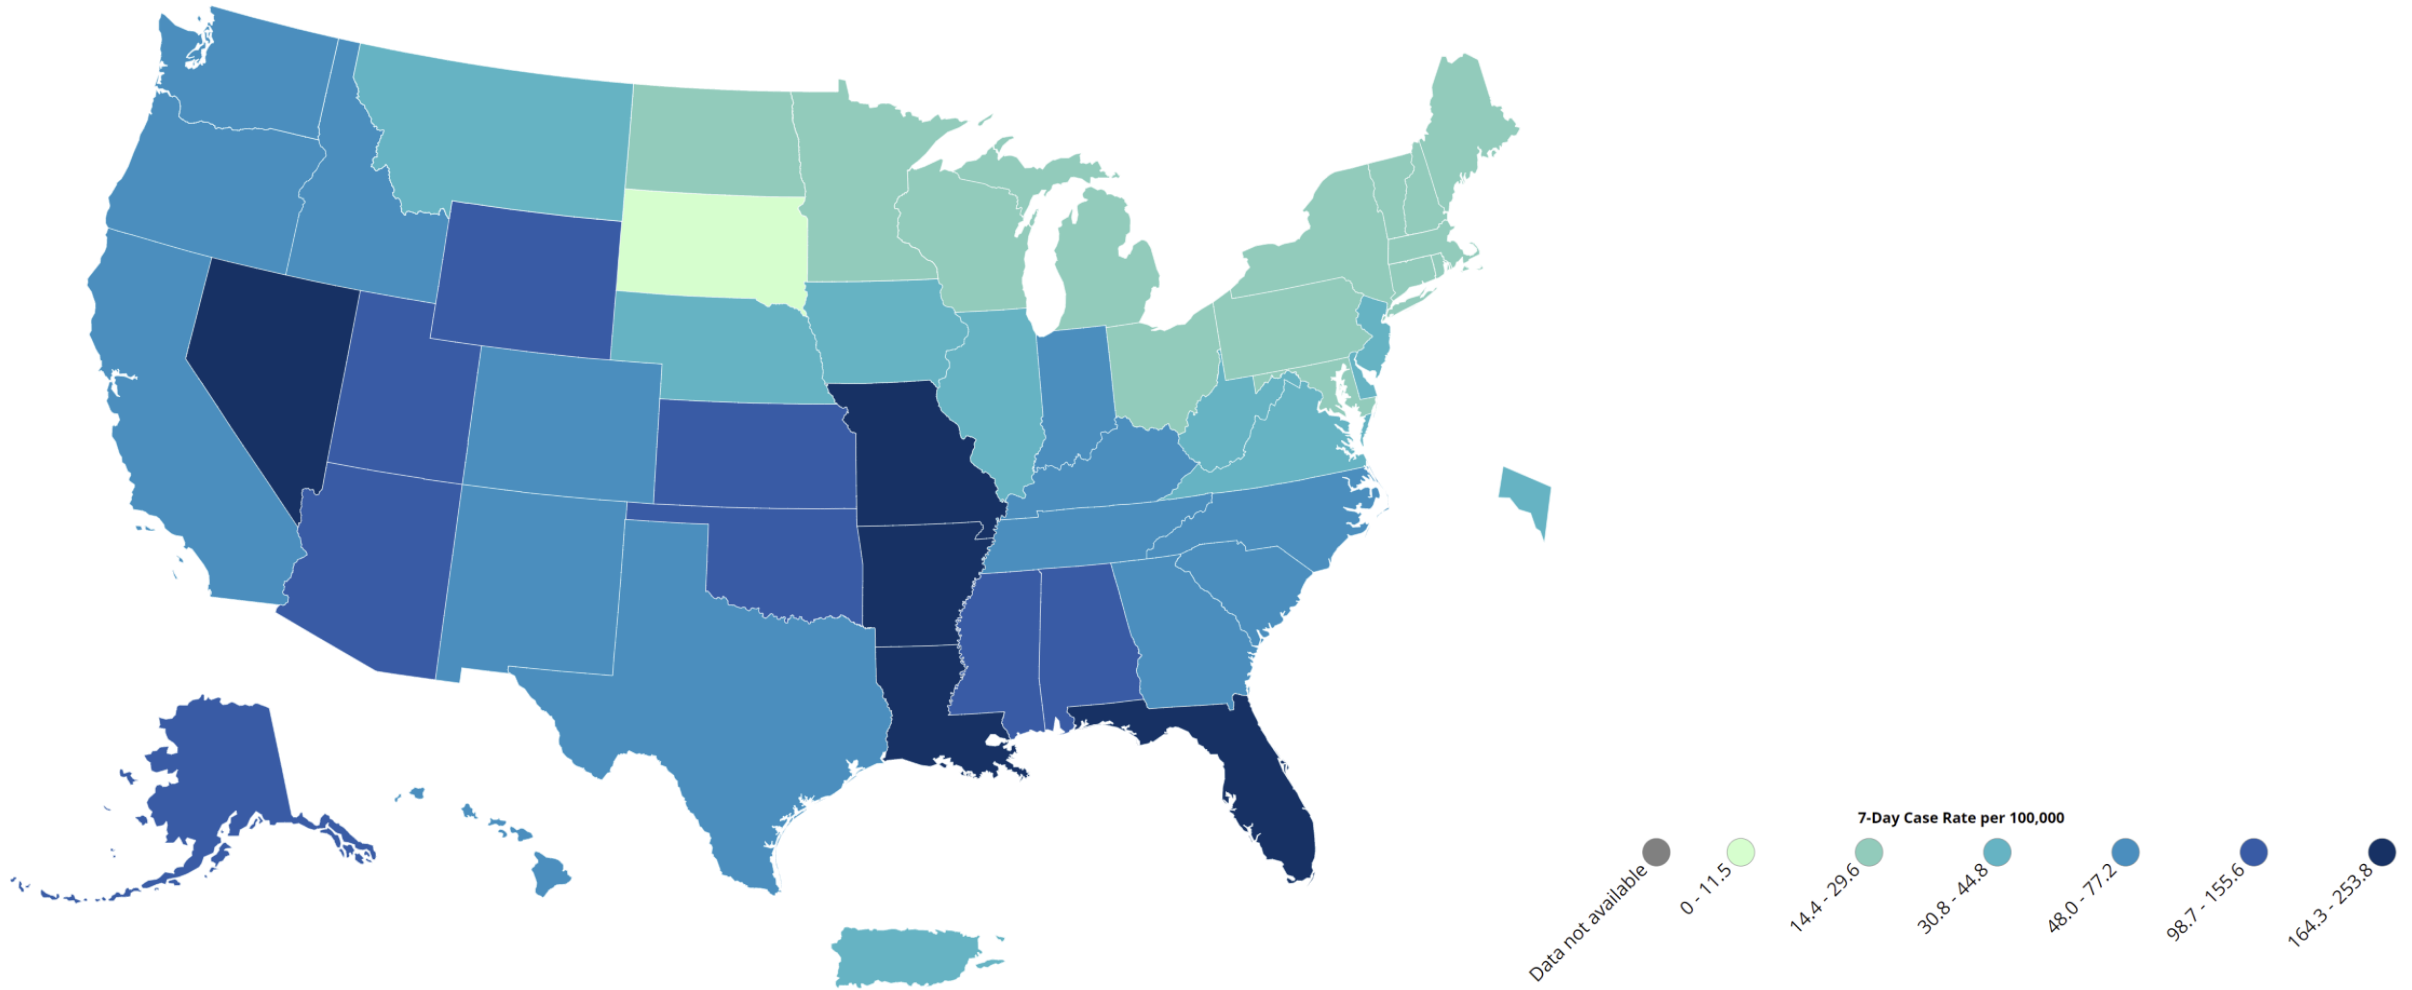 7-Day Case Rate per 100,000
Data not available
0 - 11.5
14.4 - 29.6
30.8 - 44.8
48.0 - 77.2
98.7 - 155.6
164.3 - 253.8